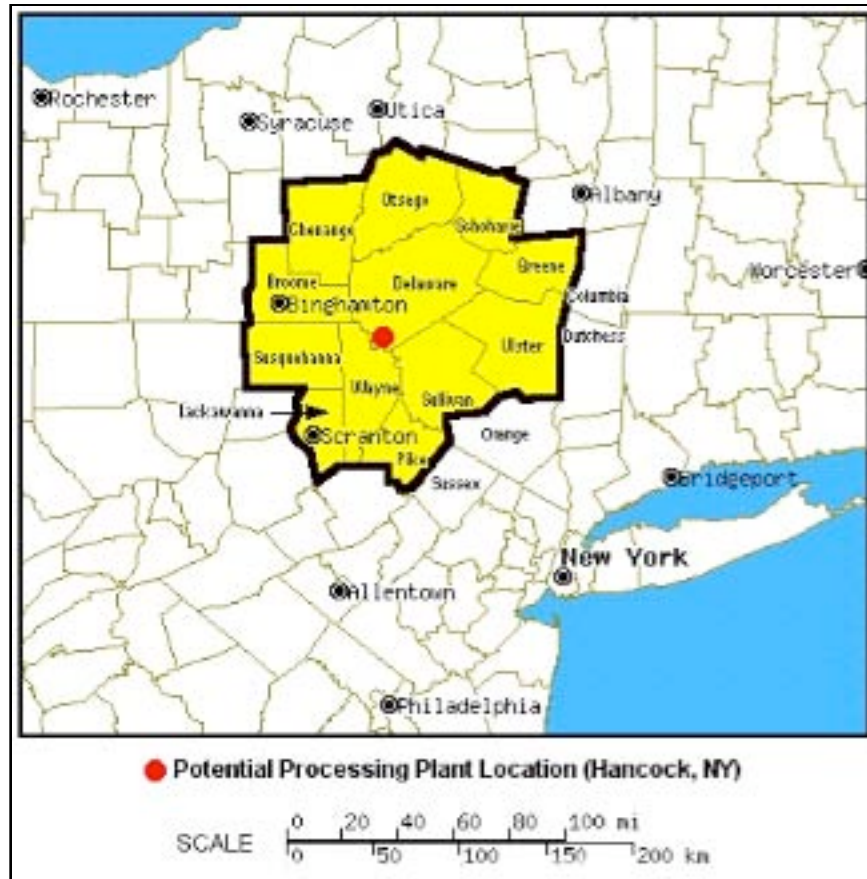 Rochester
Utica
Syracuse
Otsego
Albany
Chenango
Schoharie
Greene
Worcester
Broome
Delaware
Binghamton
Columbia
Dutchess
Susquehanna
Ulster
Wayne
Sullivan
Lackawanna
Scranton
Orange
Pike
Sussex
Bridgeport
New York
Allentown
Philadelphia
Potential Processing Plant Location (Hancock, NY)
0 20 40 60 80 100 mi
SCALE
0 50 100 150 200 km